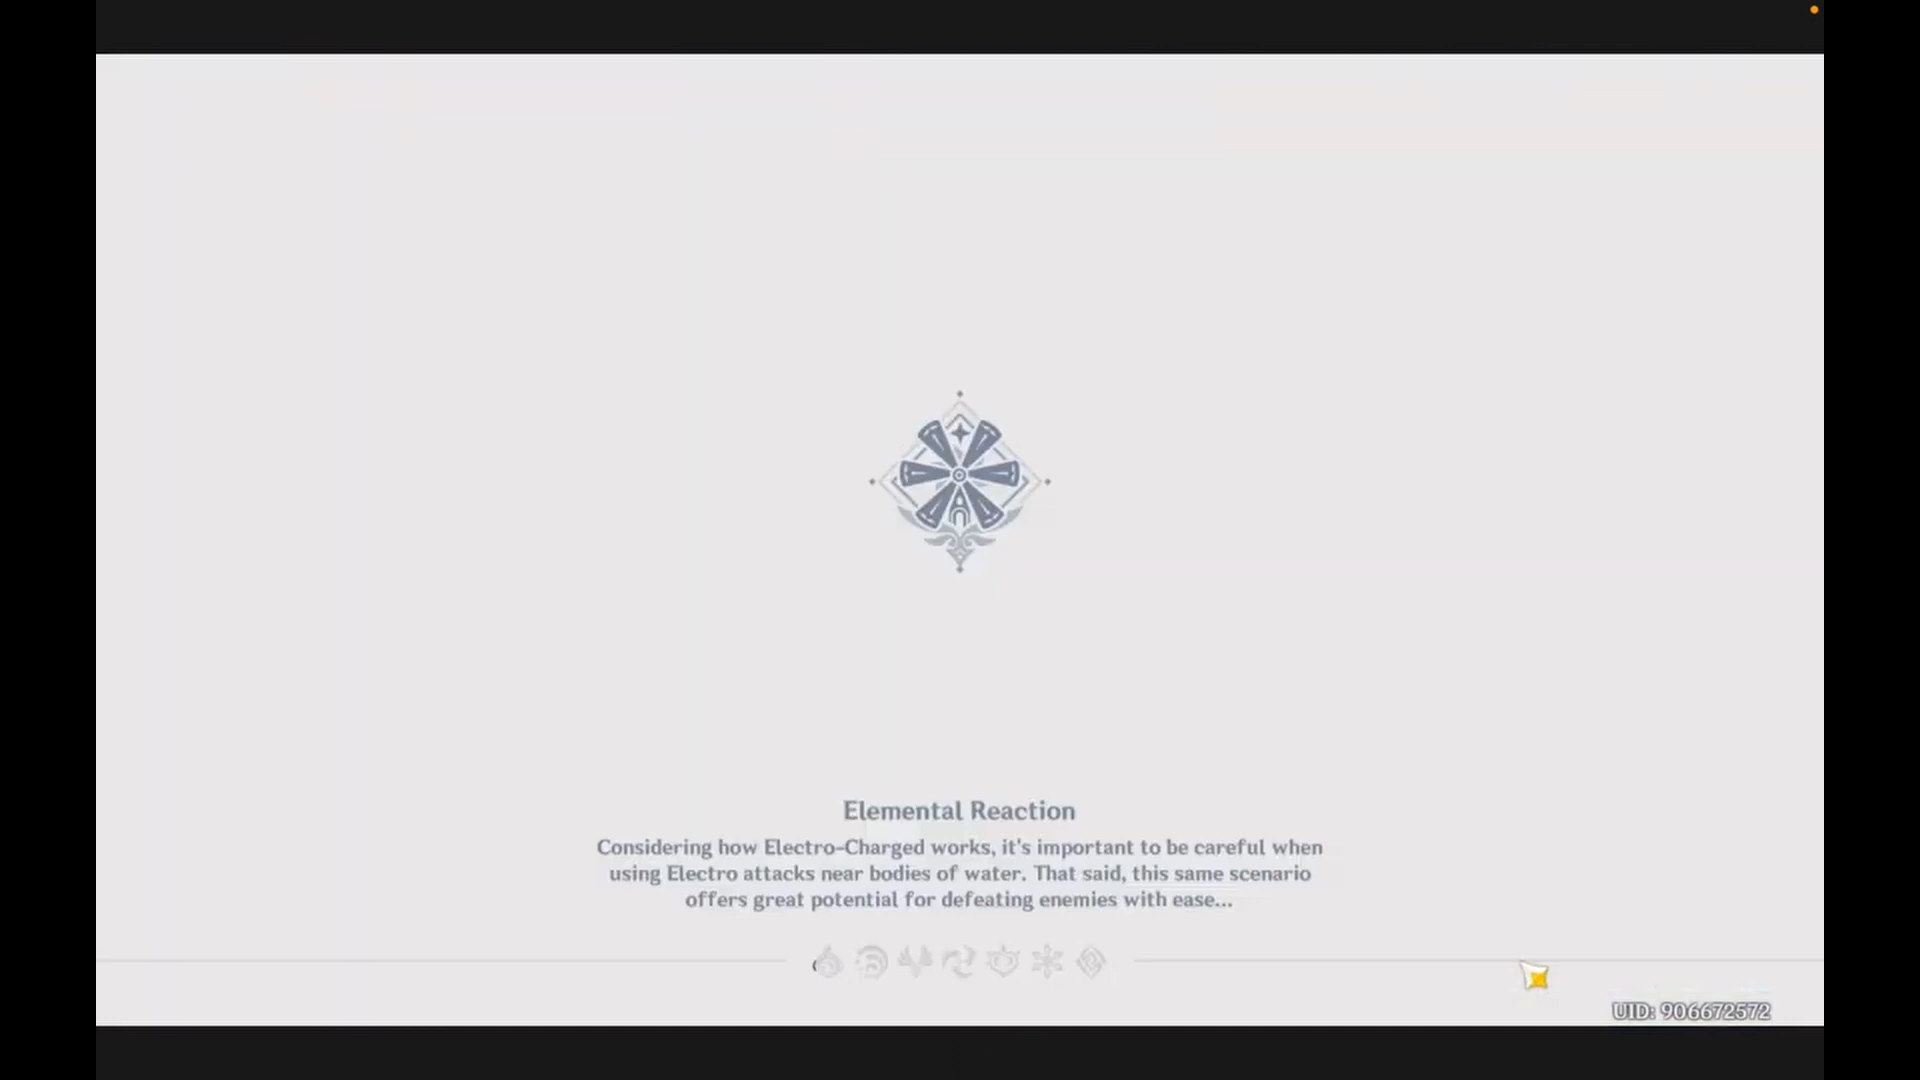 Elemental Reaction
Considering how Electro-Charged works, it's important to be careful when
using Electro attacks near bodies of water. That said, this same scenario
offers great potential for defeating enemies with ease...
UID: 906672572